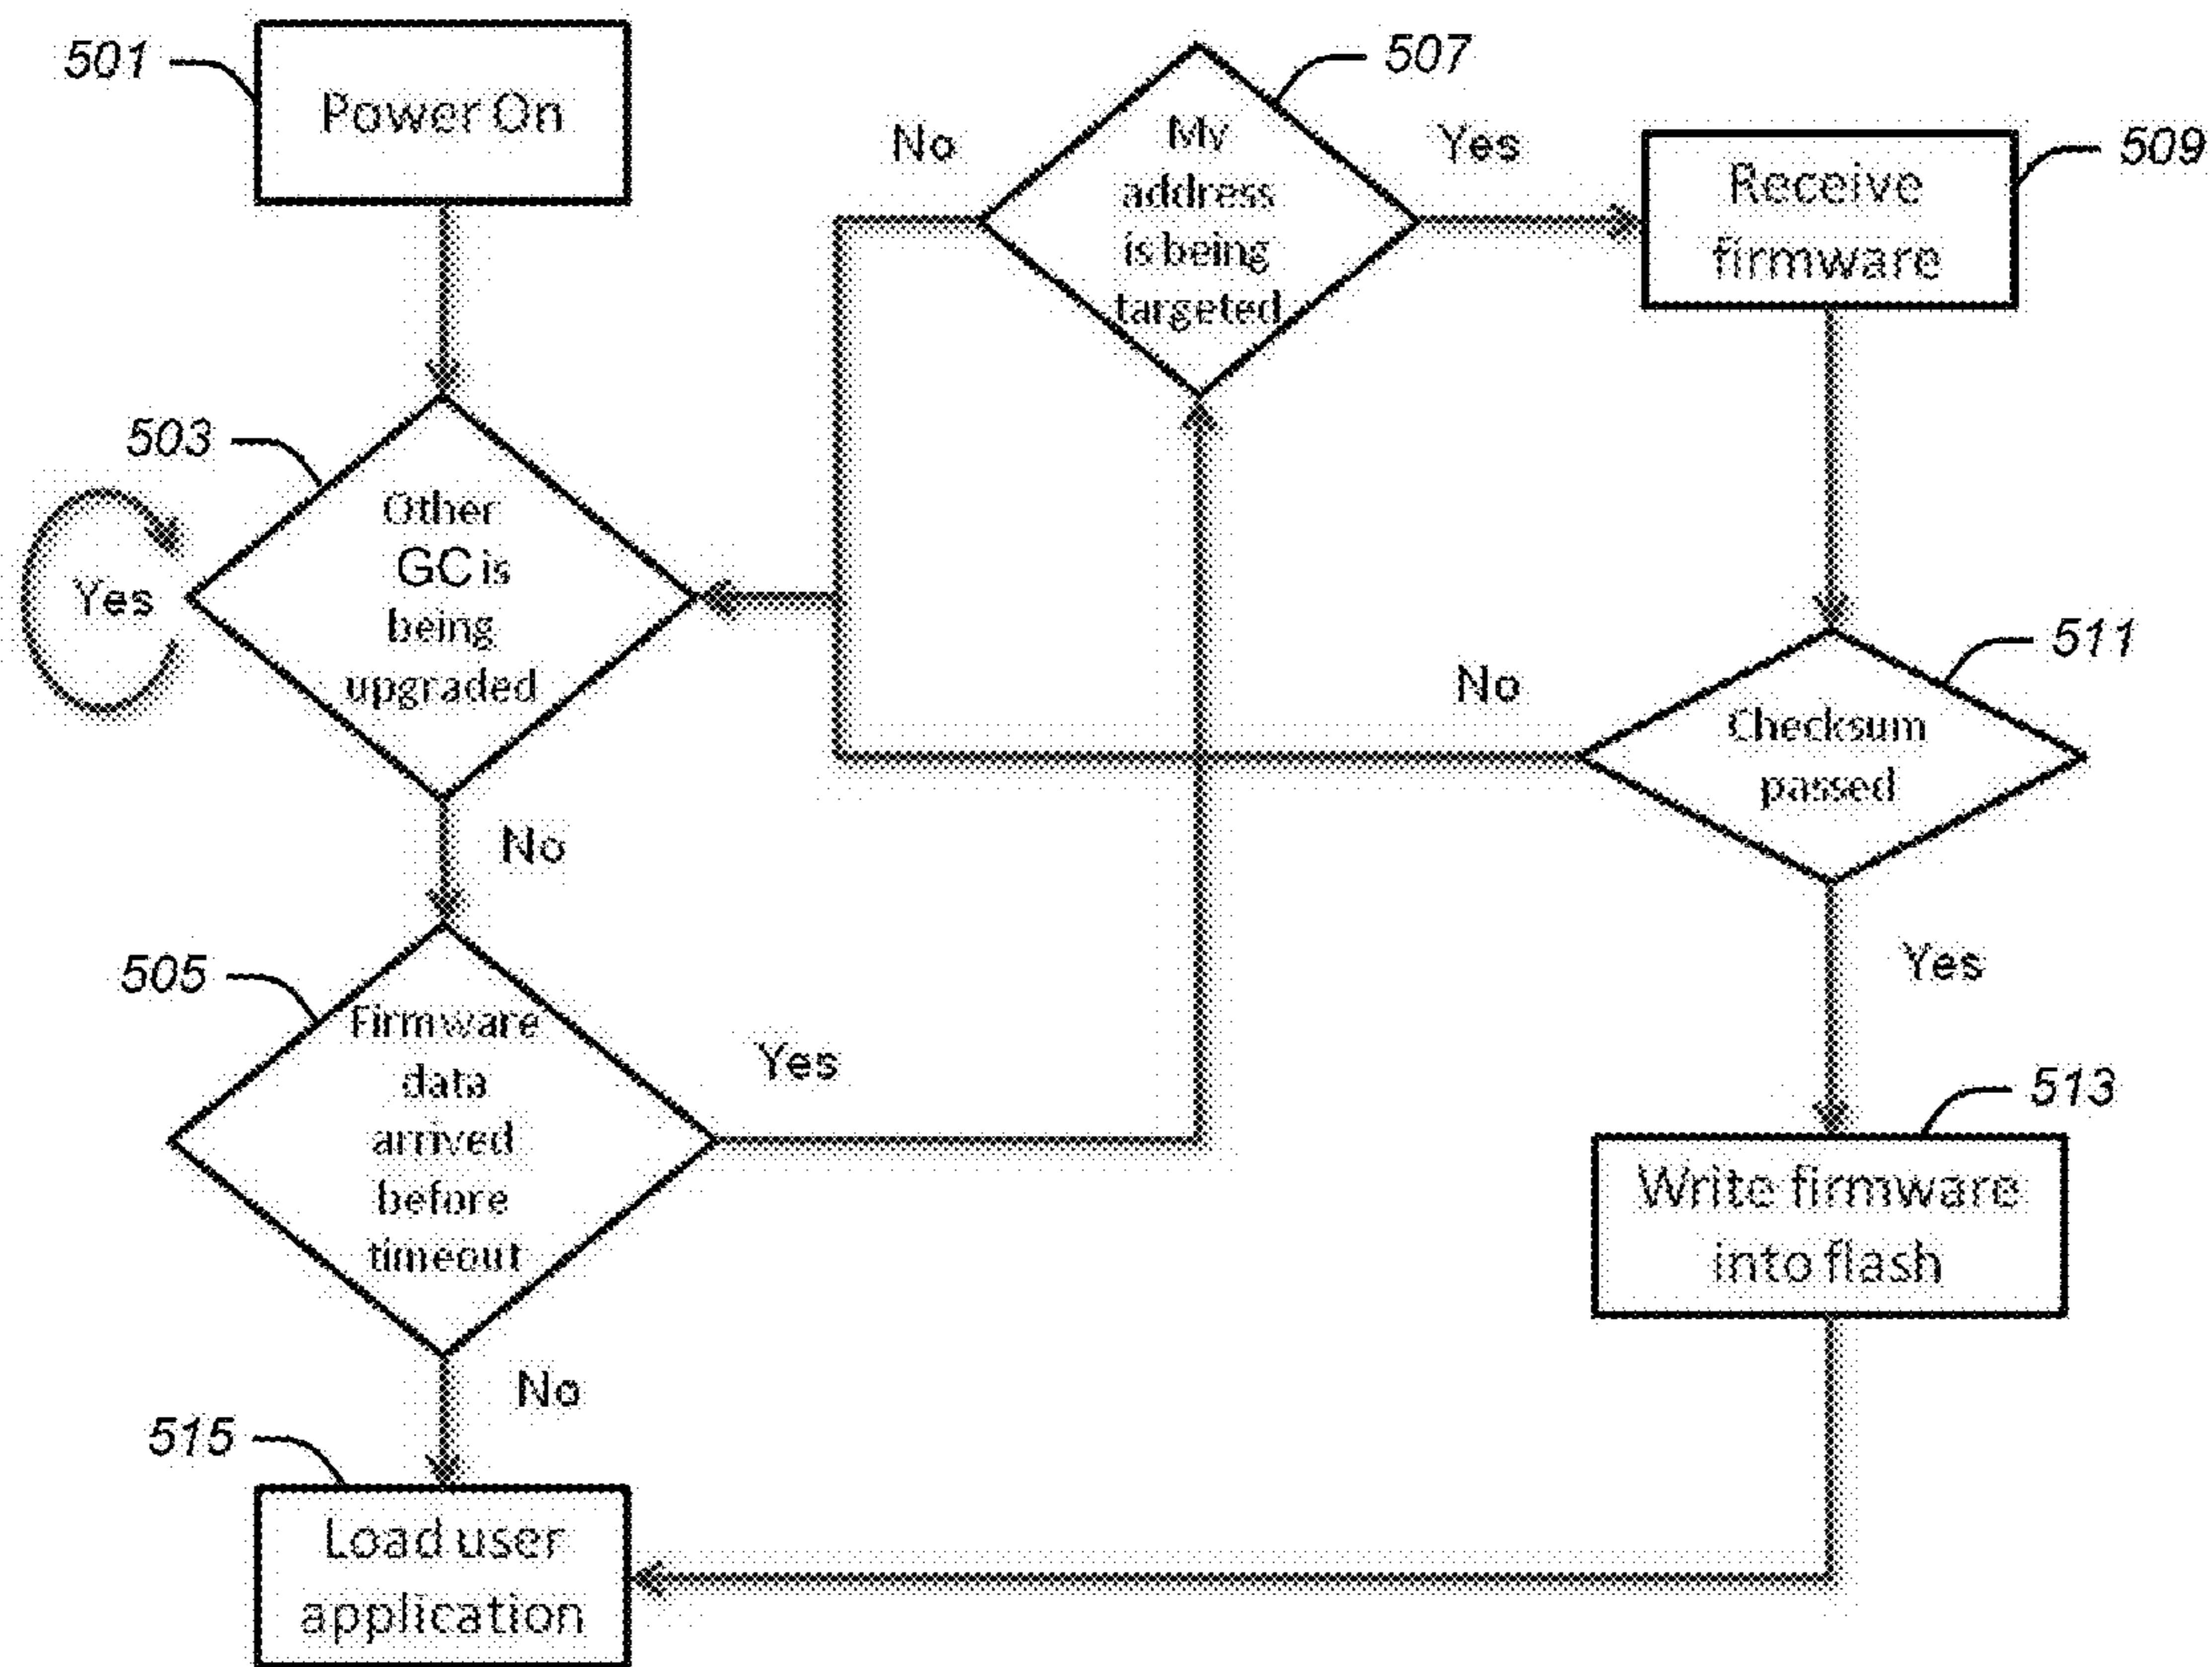 501
Power On
507
My
address
is being
targeted
No
Yes
509
Receive
firmware
503
Other
GC is
being
upgraded
Yes
No
511
Checksum
passed
No
Yes
505
Firmware
data
arrived
before
timeout
Yes
No
513
Write firmware
into flash
515
Load user
application